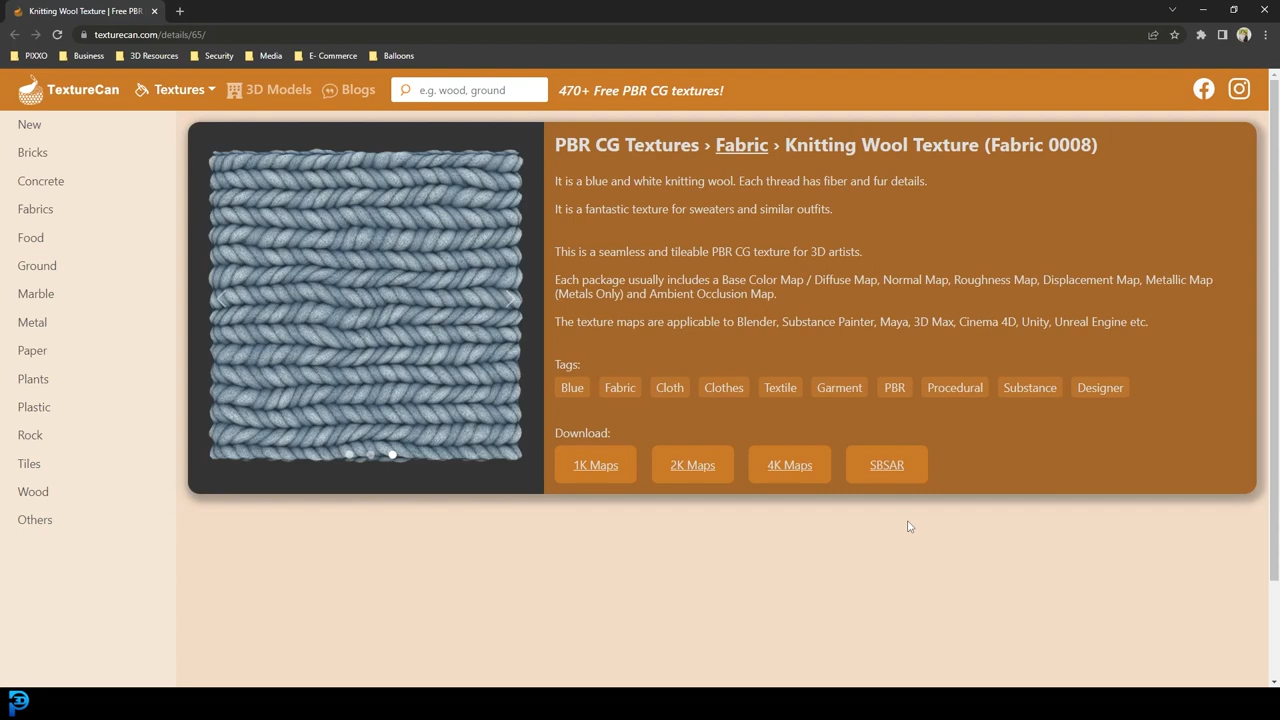 Knitting Wool Texture | Free PBR
texturecan.com/details/65/
PIXXO
Business
3D Resources
Security
Media
E- Commerce
Balloons
TextureCan
Textures
3D Models
Blogs
e.g. wood, ground
470+ Free PBR CG textures!
New
Bricks
Concrete
Fabrics
Food
Ground
Marble
Metal
Paper
Plants
Plastic
Rock
Tiles
Wood
Others
PBR CG Textures › Fabric › Knitting Wool Texture (Fabric 0008)
It is a blue and white knitting wool. Each thread has fiber and fur details.
It is a fantastic texture for sweaters and similar outfits.
This is a seamless and tileable PBR CG texture for 3D artists.
Each package usually includes a Base Color Map / Diffuse Map, Normal Map, Roughness Map, Displacement Map, Metallic Map
(Metals Only) and Ambient Occlusion Map.
The texture maps are applicable to Blender, Substance Painter, Maya, 3D Max, Cinema 4D, Unity, Unreal Engine etc.
Tags:
Blue Fabric Cloth Clothes Textile Garment PBR Procedural Substance Designer
Download:
1K Maps 2K Maps 4K Maps SBSAR
3D